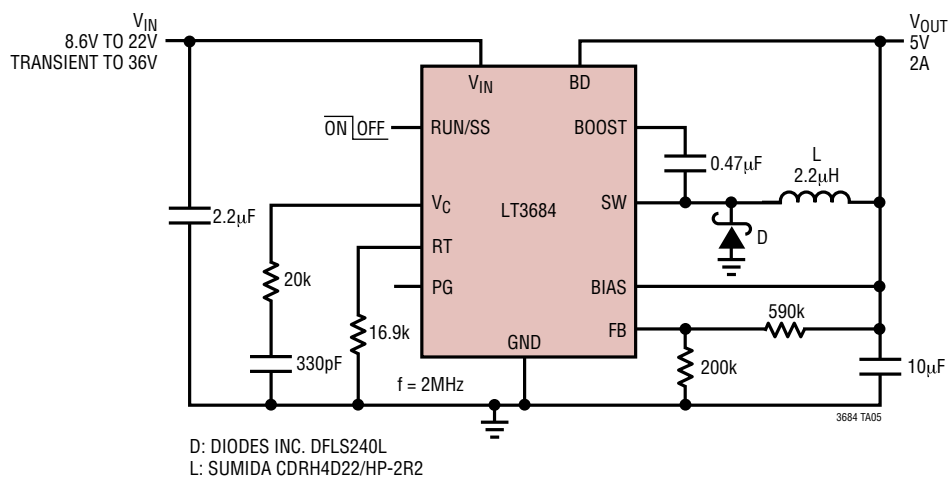 VIN
8.6V TO 22V
TRANSIENT TO 36V
VOUT
5V
2A
VIN
BD
ON OFF
RUN/SS
BOOST
0.47µF
L
2.2µH
2.2µF
VC
LT3684
SW
D
RT
20k
PG
BIAS
590k
16.9k
FB
GND
330pF
200k
10µF
f = 2MHz
3684 TA05
D: DIODES INC. DFLS240L
L: SUMIDA CDRH4D22/HP-2R2